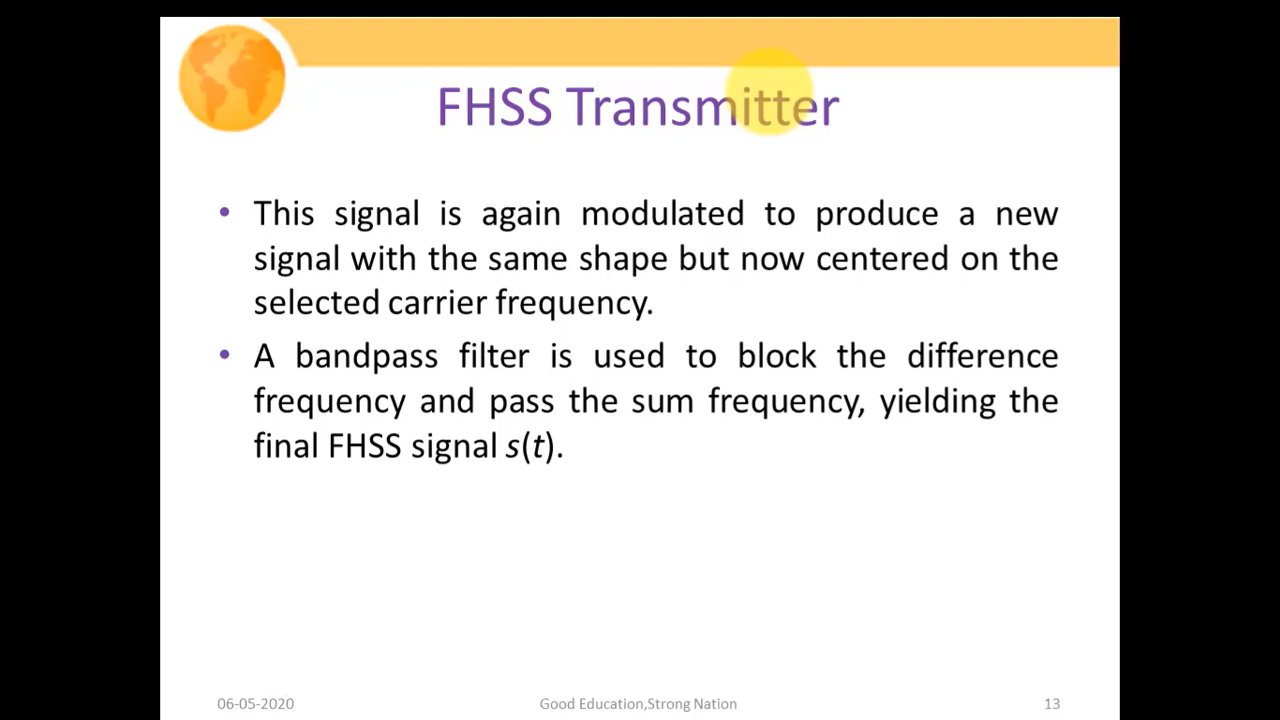 FHSS Transmitter
• This signal is again modulated to produce a new
signal with the same shape but now centered on the
selected carrier frequency.
• A bandpass filter is used to block the difference
frequency and pass the sum frequency, yielding the
final FHSS signal s(t).
06-05-2020 Good Education,Strong Nation 13